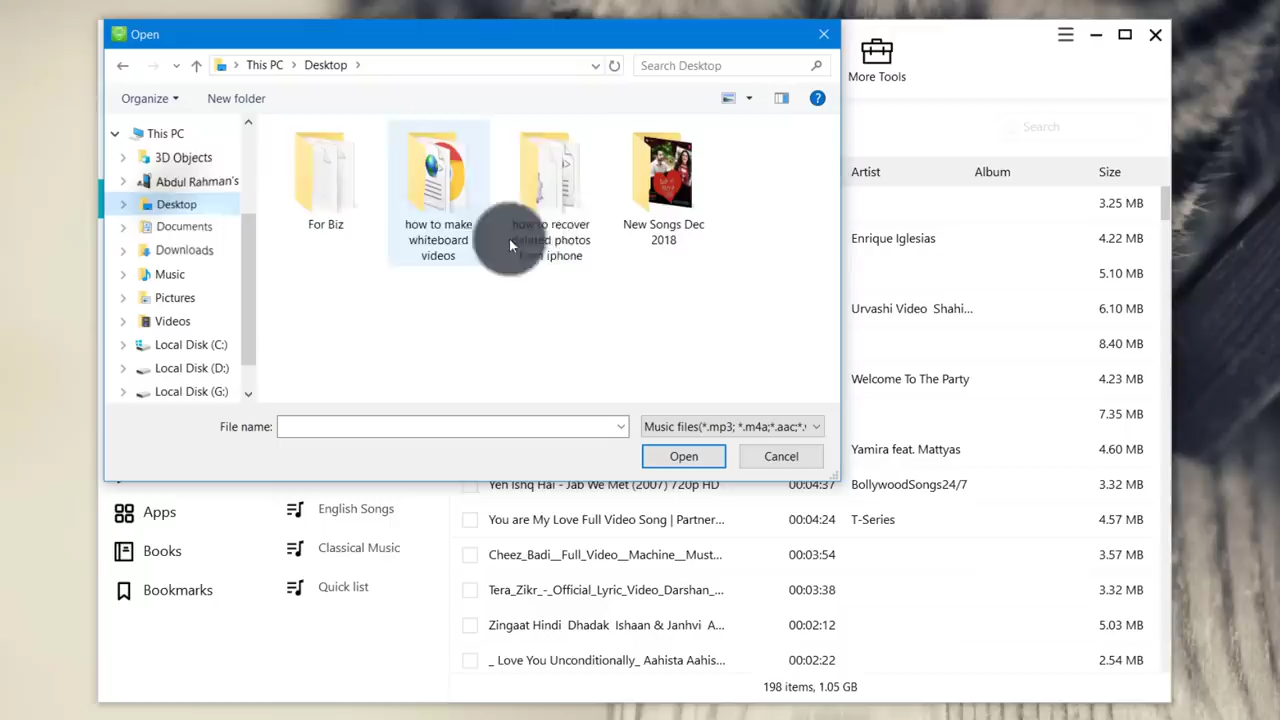 Open
This PC
Desktop
Search Desktop
Organize
New folder
This PC
3D Objects
Abdul Rahman's
Desktop
Documents
Downloads
Music
Pictures
Videos
Local Disk (C:)
Local Disk (D:)
Local Disk (G:)
For Biz
how to make
whiteboard
videos
how to recover
deleted photos
from iphone
New Songs Dec
2018
File name:
Music files(*.mp3; *.m4a;*.aac;*.
Open
Cancel
More Tools
Search
Artist Album Size
3.25 MB
Enrique Iglesias 4.22 MB
5.10 MB
Urvashi Video Shahi... 6.10 MB
8.40 MB
Welcome To The Party 4.23 MB
7.35 MB
Yamira feat. Mattyas 4.60 MB
Yeh Ishq Hai - Jab We Met (2007) 720p HD 00:04:37 BollywoodSongs24/7 3.32 MB
You are My Love Full Video Song | Partner... 00:04:24 T-Series 4.57 MB
Cheez_Badi__Full_Video__Machine__Must... 00:03:54 3.57 MB
Tera_Zikr_-_Official_Lyric_Video_Darshan_... 00:03:38 3.32 MB
Zingaat Hindi Dhadak Ishaan & Janhvi A... 00:02:12 5.03 MB
_ Love You Unconditionally_ Aahista Aahis... 00:02:22 2.54 MB
Apps
Books
Bookmarks
English Songs
Classical Music
Quick list
198 items, 1.05 GB